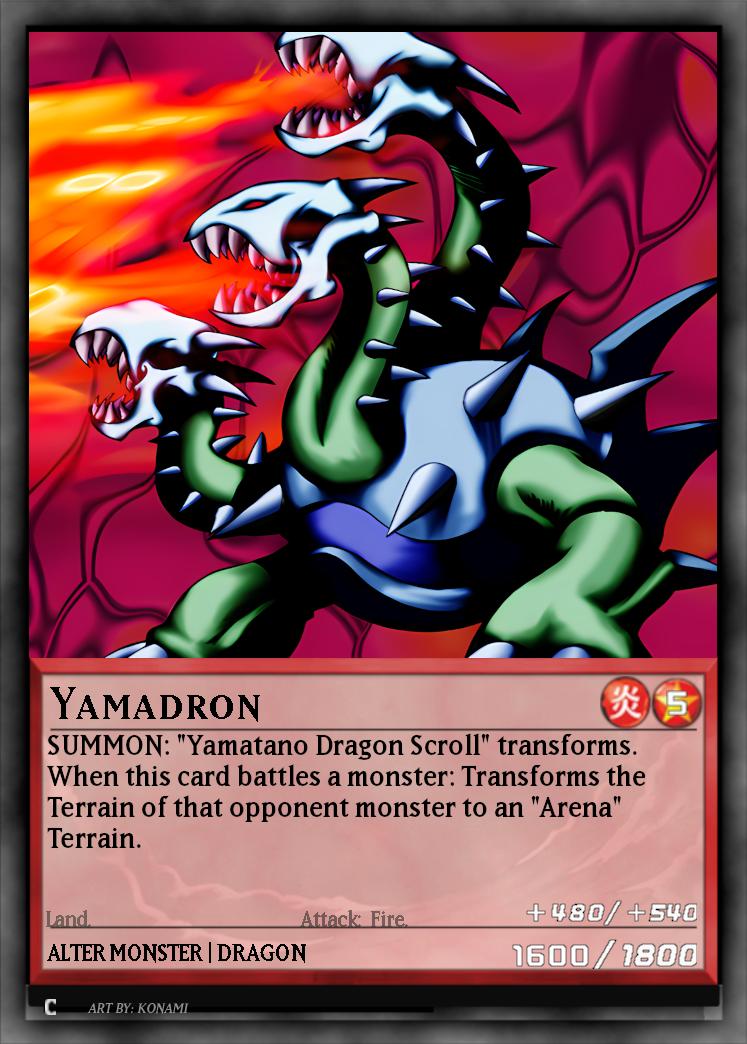 YAMADRON
炎 5
SUMMON: "Yamatano Dragon Scroll" transforms.
When this card battles a monster: Transforms the
Terrain of that opponent monster to an "Arena"
Terrain.
Land. Attack: Fire. +480/+540
ALTER MONSTER | DRAGON 1600/1800
C ART BY: KONAMI